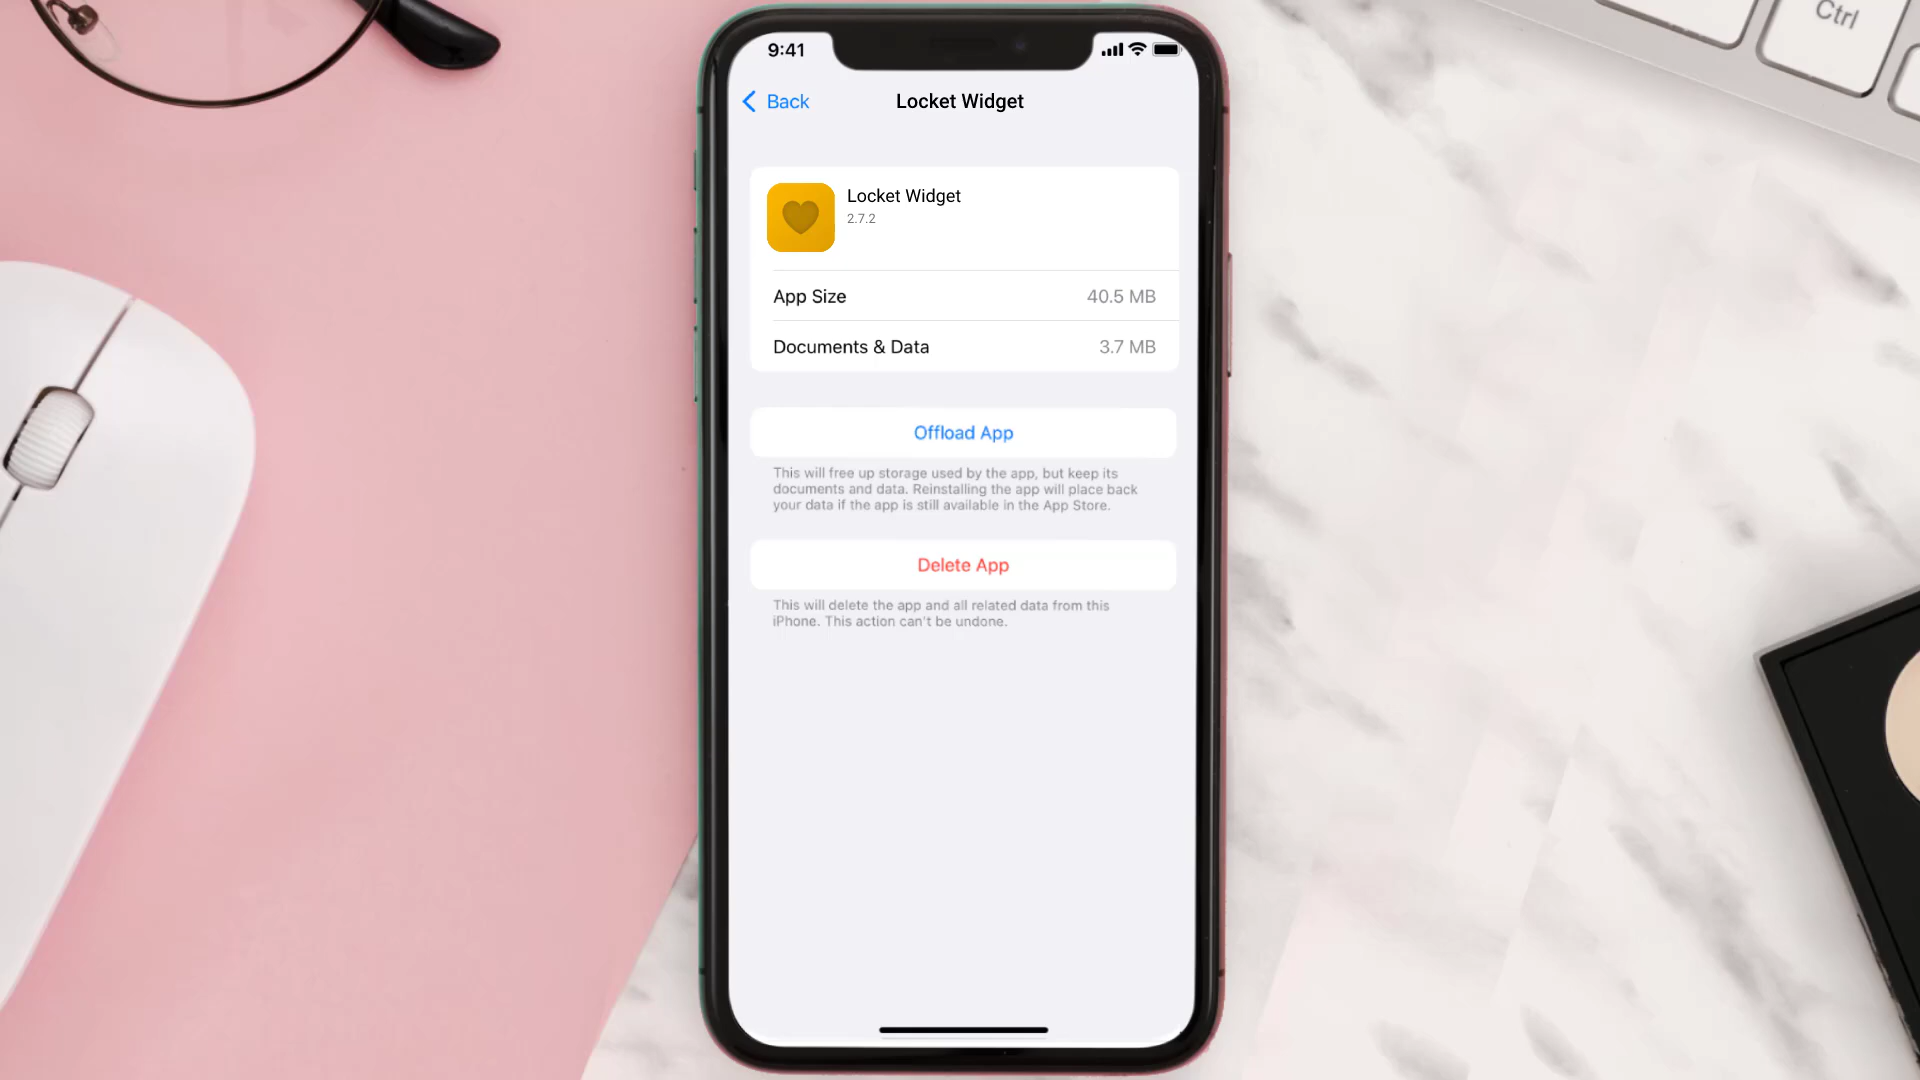 Ctrl
9:41
Back
Locket Widget
Locket Widget
2.7.2
App Size 40.5 MB
Documents & Data 3.7 MB
Offload App
This will free up storage used by the app, but keep its
documents and data. Reinstalling the app will place back
your data if the app is still available in the App Store.
Delete App
This will delete the app and all related data from this
iPhone. This action can't be undone.